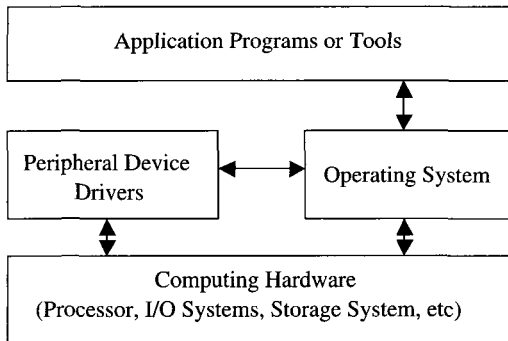 Application Programs or Tools
Peripheral Device
Drivers
Operating System
Computing Hardware
(Processor, I/O Systems, Storage System, etc)